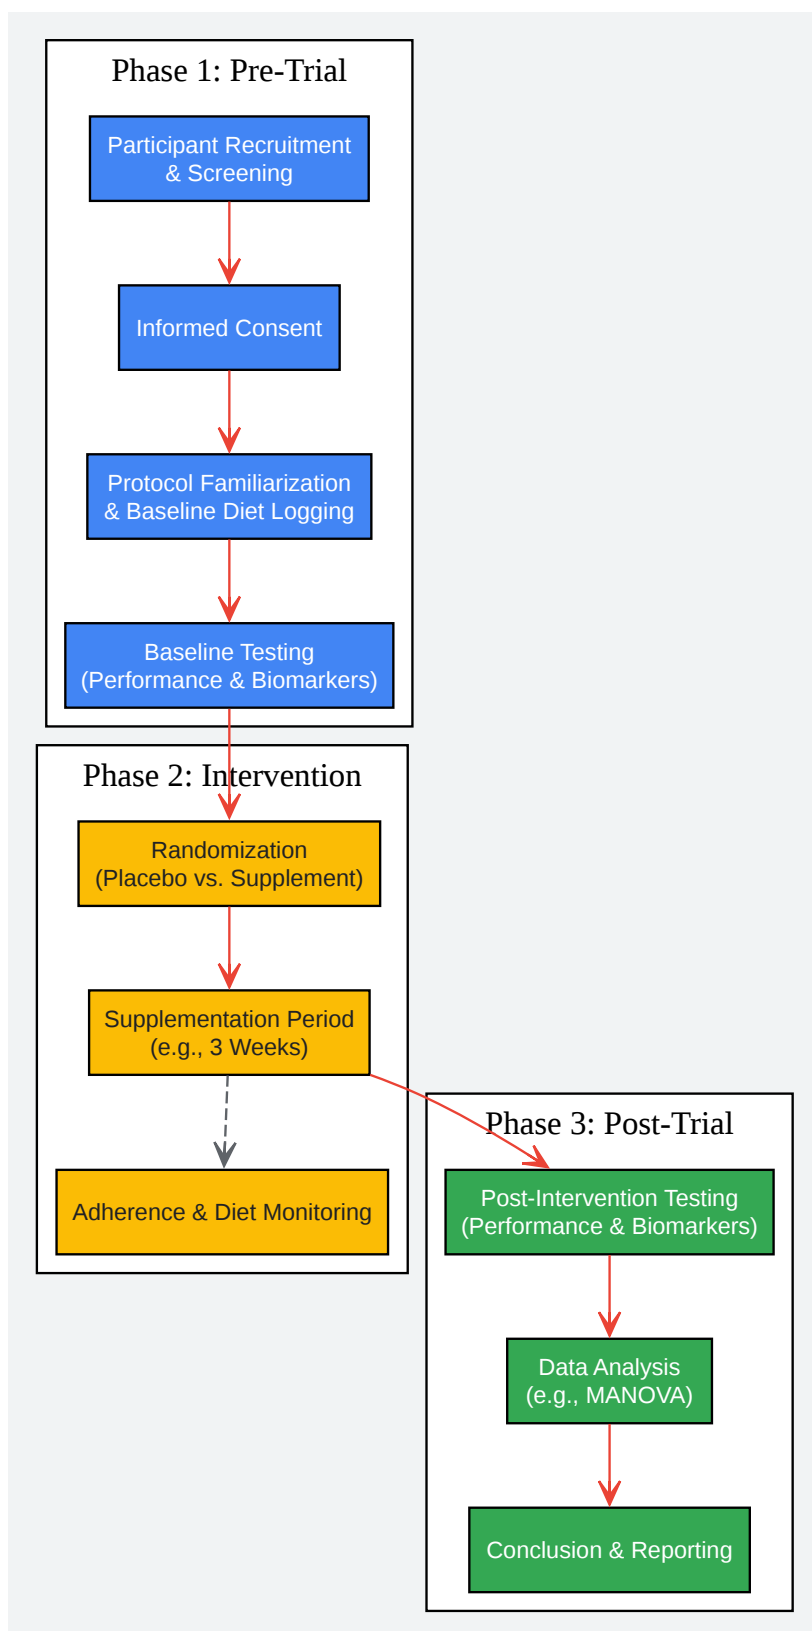 Phase 1: Pre-Trial
Participant Recruitment
& Screening
Informed Consent
Protocol Familiarization
& Baseline Diet Logging
Baseline Testing
(Performance & Biomarkers)
Phase 2: Intervention
Randomization
(Placebo vs. Supplement)
Supplementation Period
(e.g., 3 Weeks)
Adherence & Diet Monitoring
Phase 3: Post-Trial
Post-Intervention Testing
(Performance & Biomarkers)
Data Analysis
(e.g., MANOVA)
Conclusion & Reporting